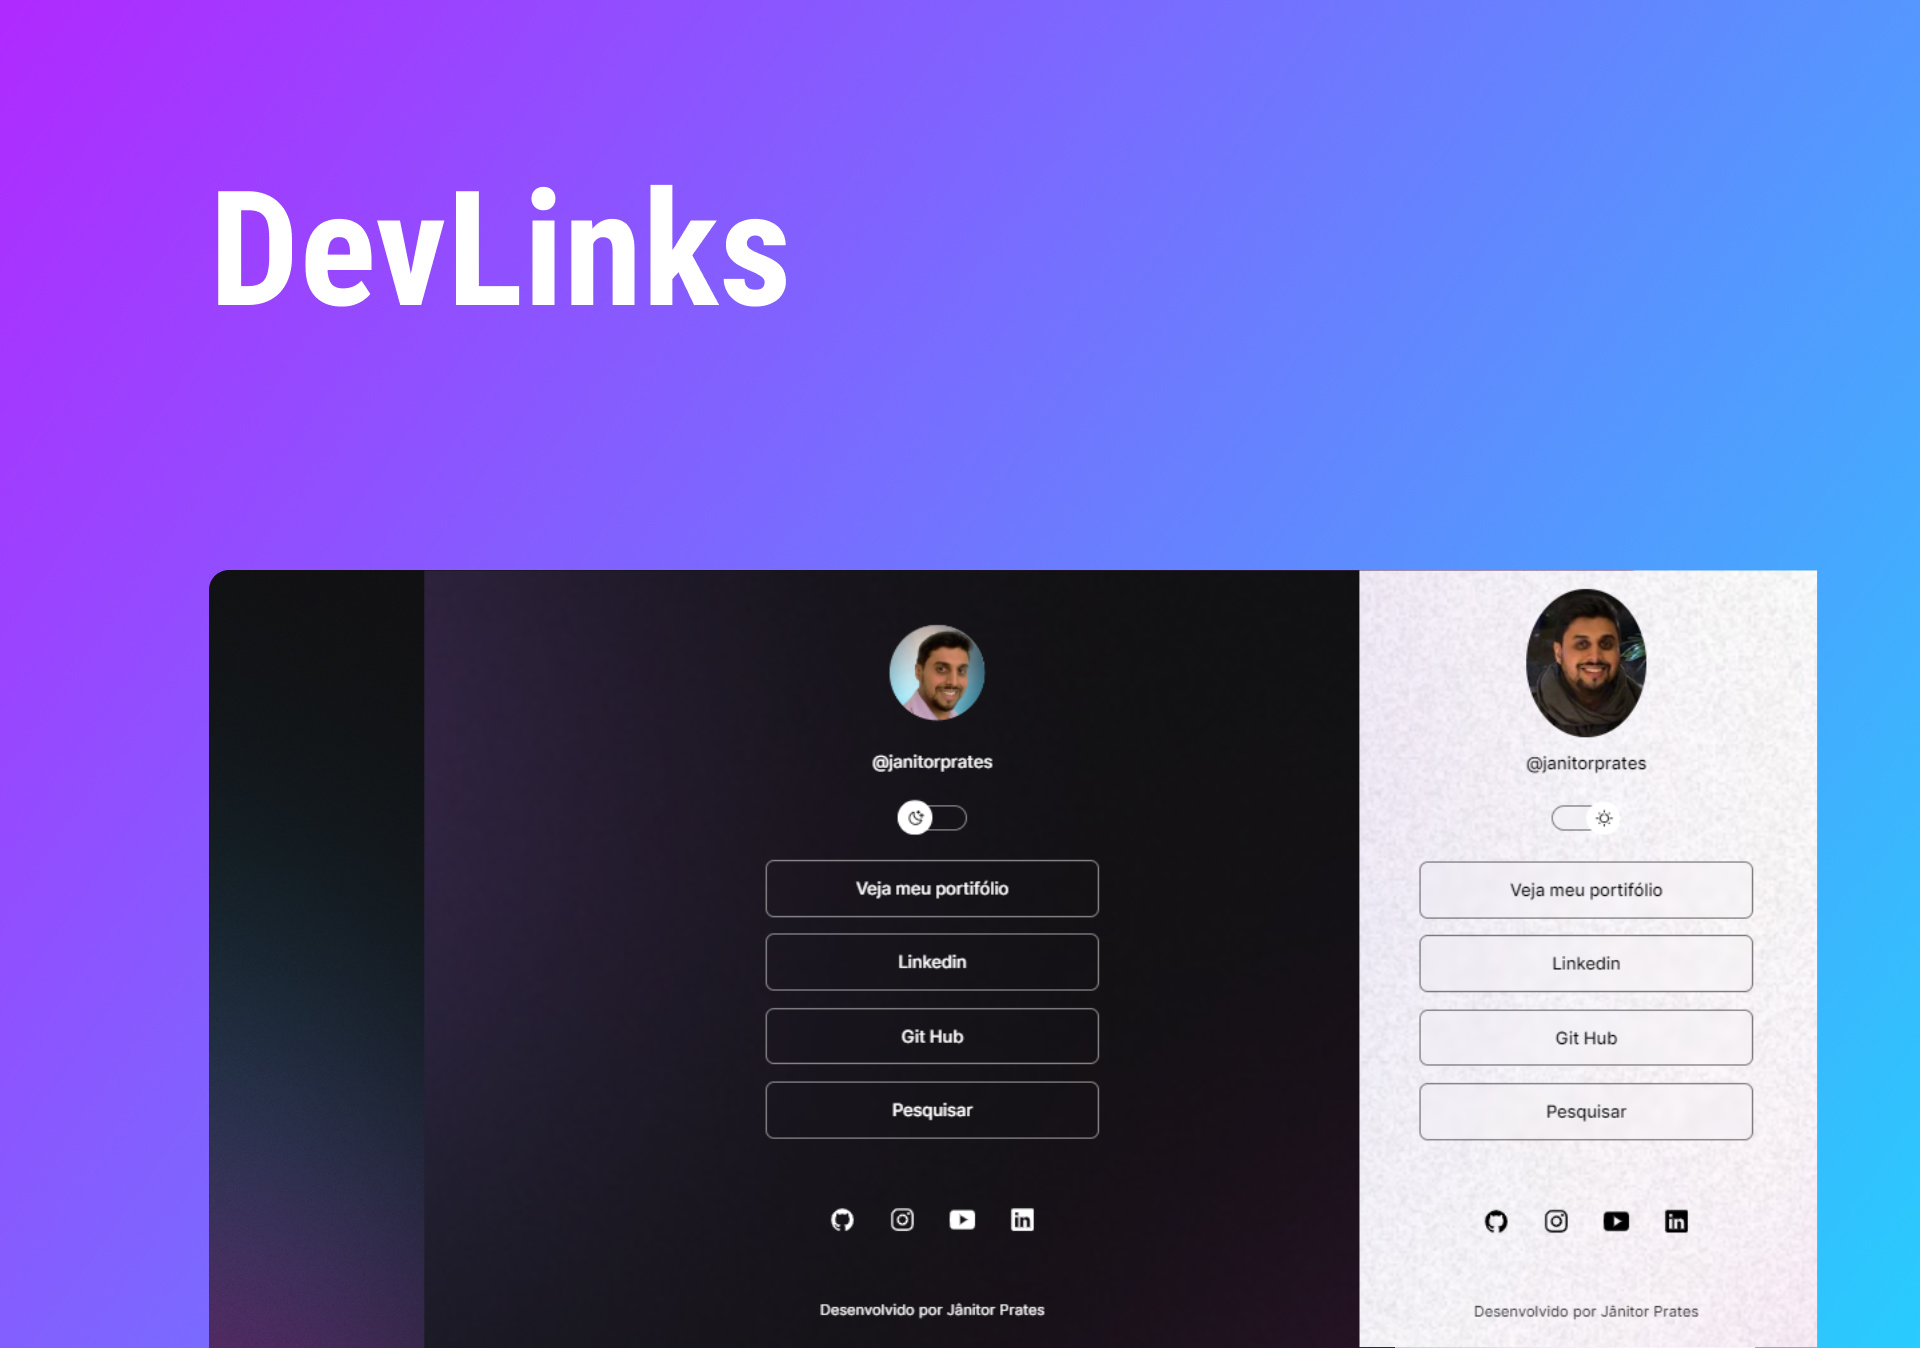 DevLinks
@janitorprates
Veja meu portifólio
Linkedin
Git Hub
Pesquisar
Desenvolvido por Jânitor Prates
@janitorprates
Veja meu portifólio
Linkedin
Git Hub
Pesquisar
Desenvolvido por Jânitor Prates